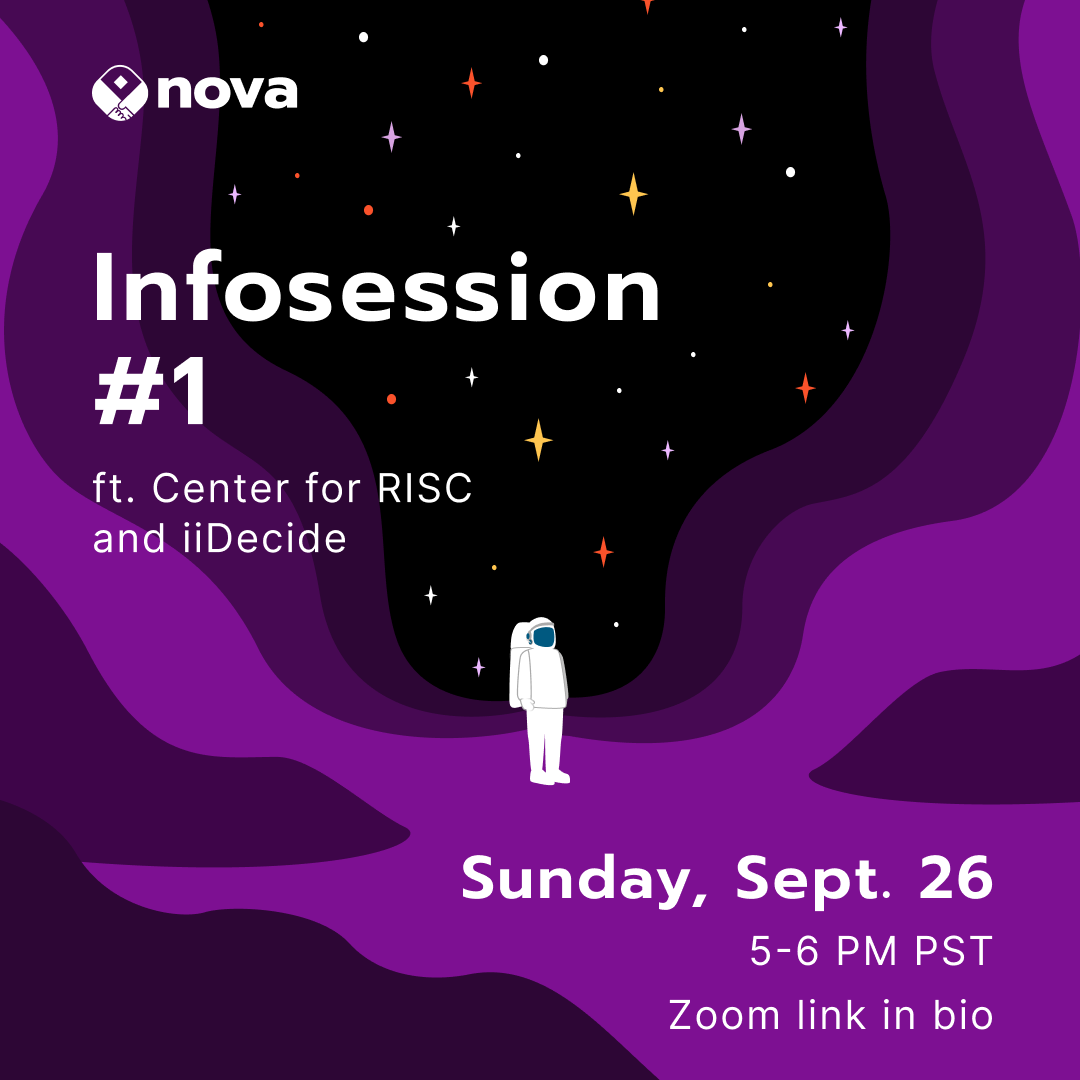 nova
Infosession
#1
ft. Center for RISC
and iiDecide
Sunday, Sept. 26
5-6 PM PST
Zoom link in bio